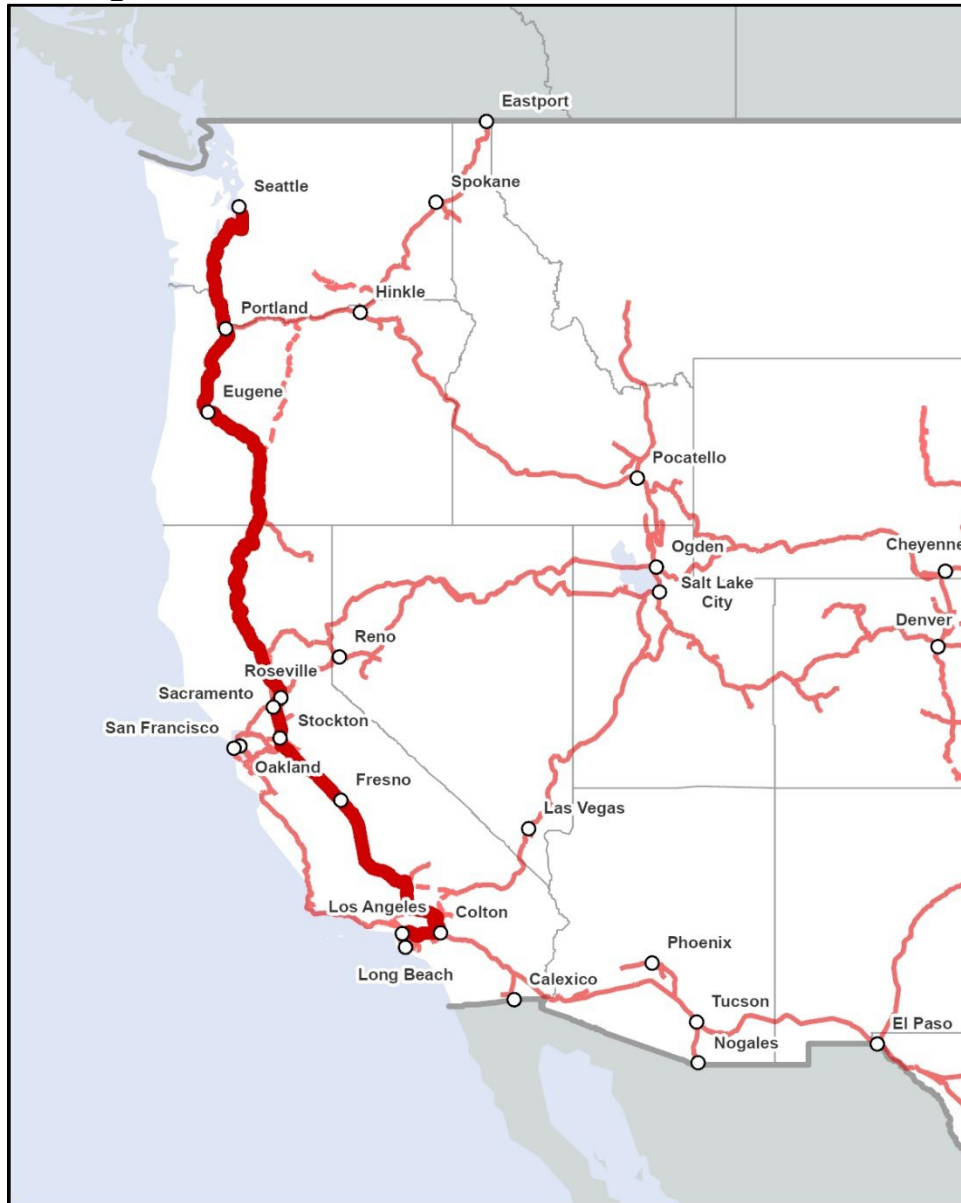 Eastport
Seattle
Spokane
Hinkle
Portland
Eugene
Pocatello
Ogden
Cheyenne
Salt Lake
City
Denver
Reno
Roseville
Sacramento
Stockton
San Francisco
Oakland
Fresno
Las Vegas
Los Angeles
Colton
Long Beach
Phoenix
Calexico
Tucson
El Paso
Nogales